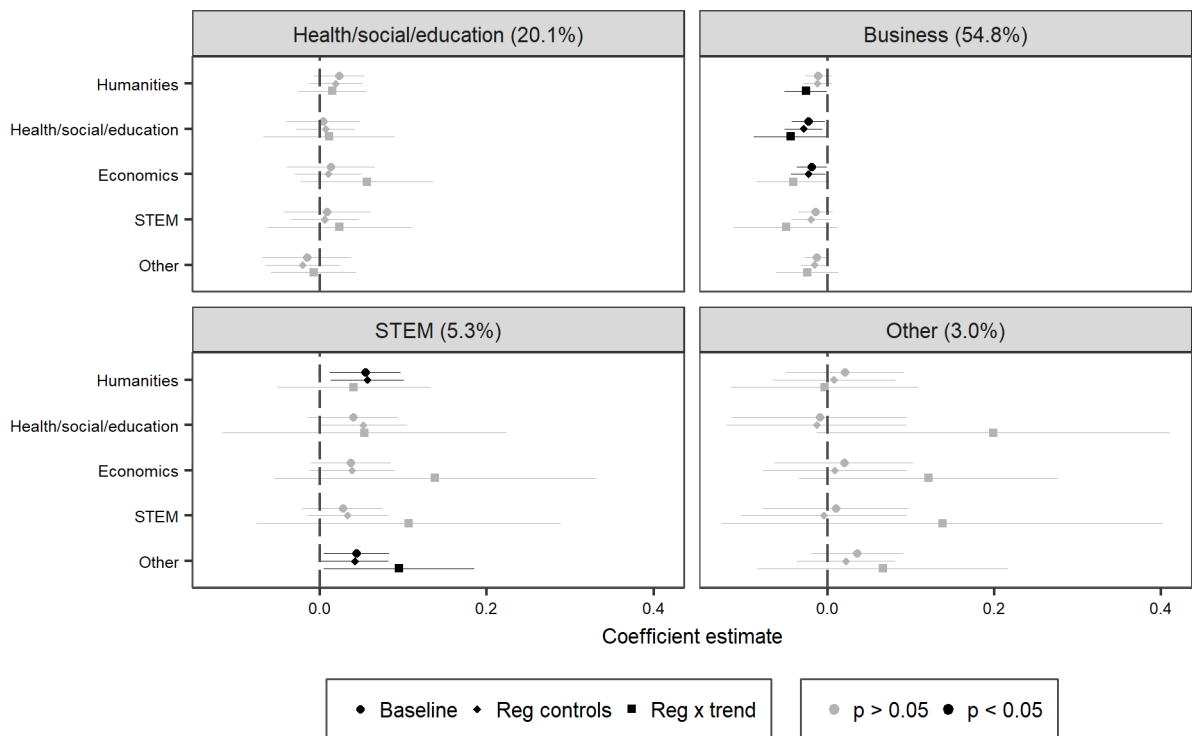 Health/social/education (20.1%)
Business (54.8%)
Humanities
Health/social/education
Economics
STEM
Other
STEM (5.3%)
Other (3.0%)
Humanities
Health/social/education
Economics
STEM
Other
0.0 0.2 0.4 0.0 0.2 0.4
Coefficient estimate
Baseline Reg controls Reg x trend p > 0.05 p < 0.05